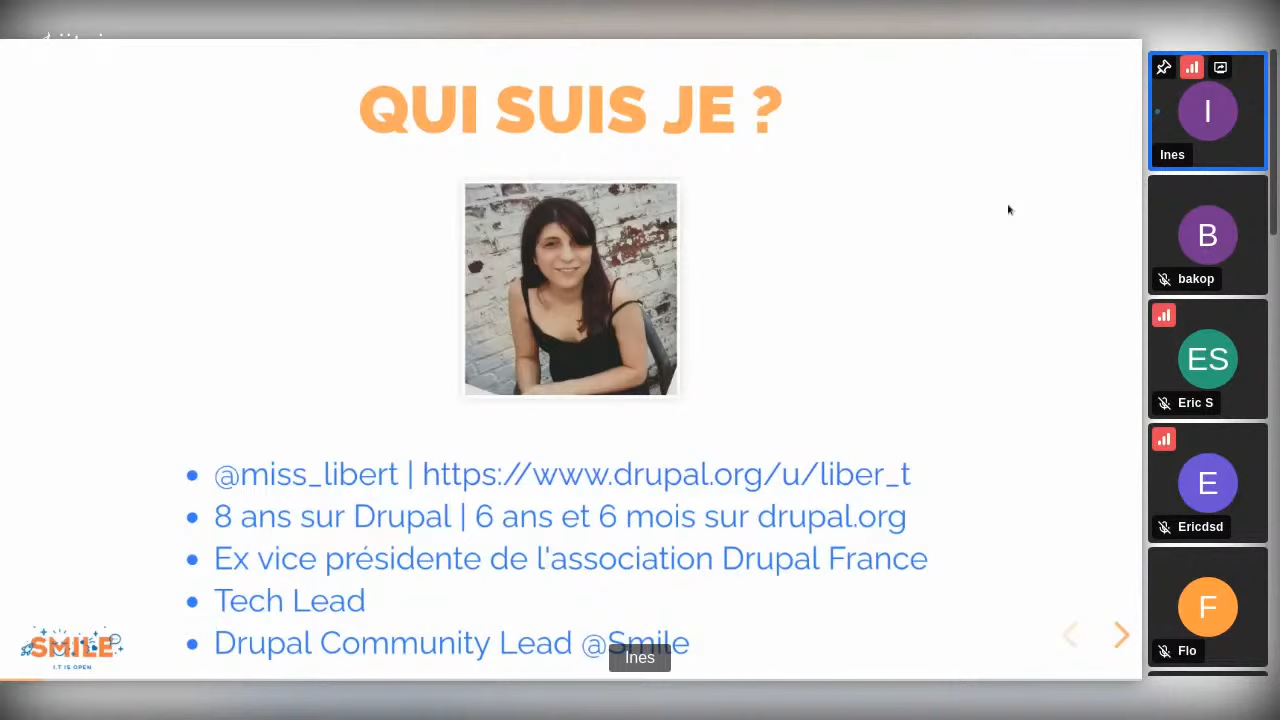 QUI SUIS JE ?
@miss_libert | https://www.drupal.org/u/liber_t
8 ans sur Drupal | 6 ans et 6 mois sur drupal.org
Ex vice présidente de l'association Drupal France
Tech Lead
Drupal Community Lead @Smile
SMILE
I.T IS OPEN
Ines
I
Ines
B
bakop
ES
Eric S
E
Ericdsd
F
Flo